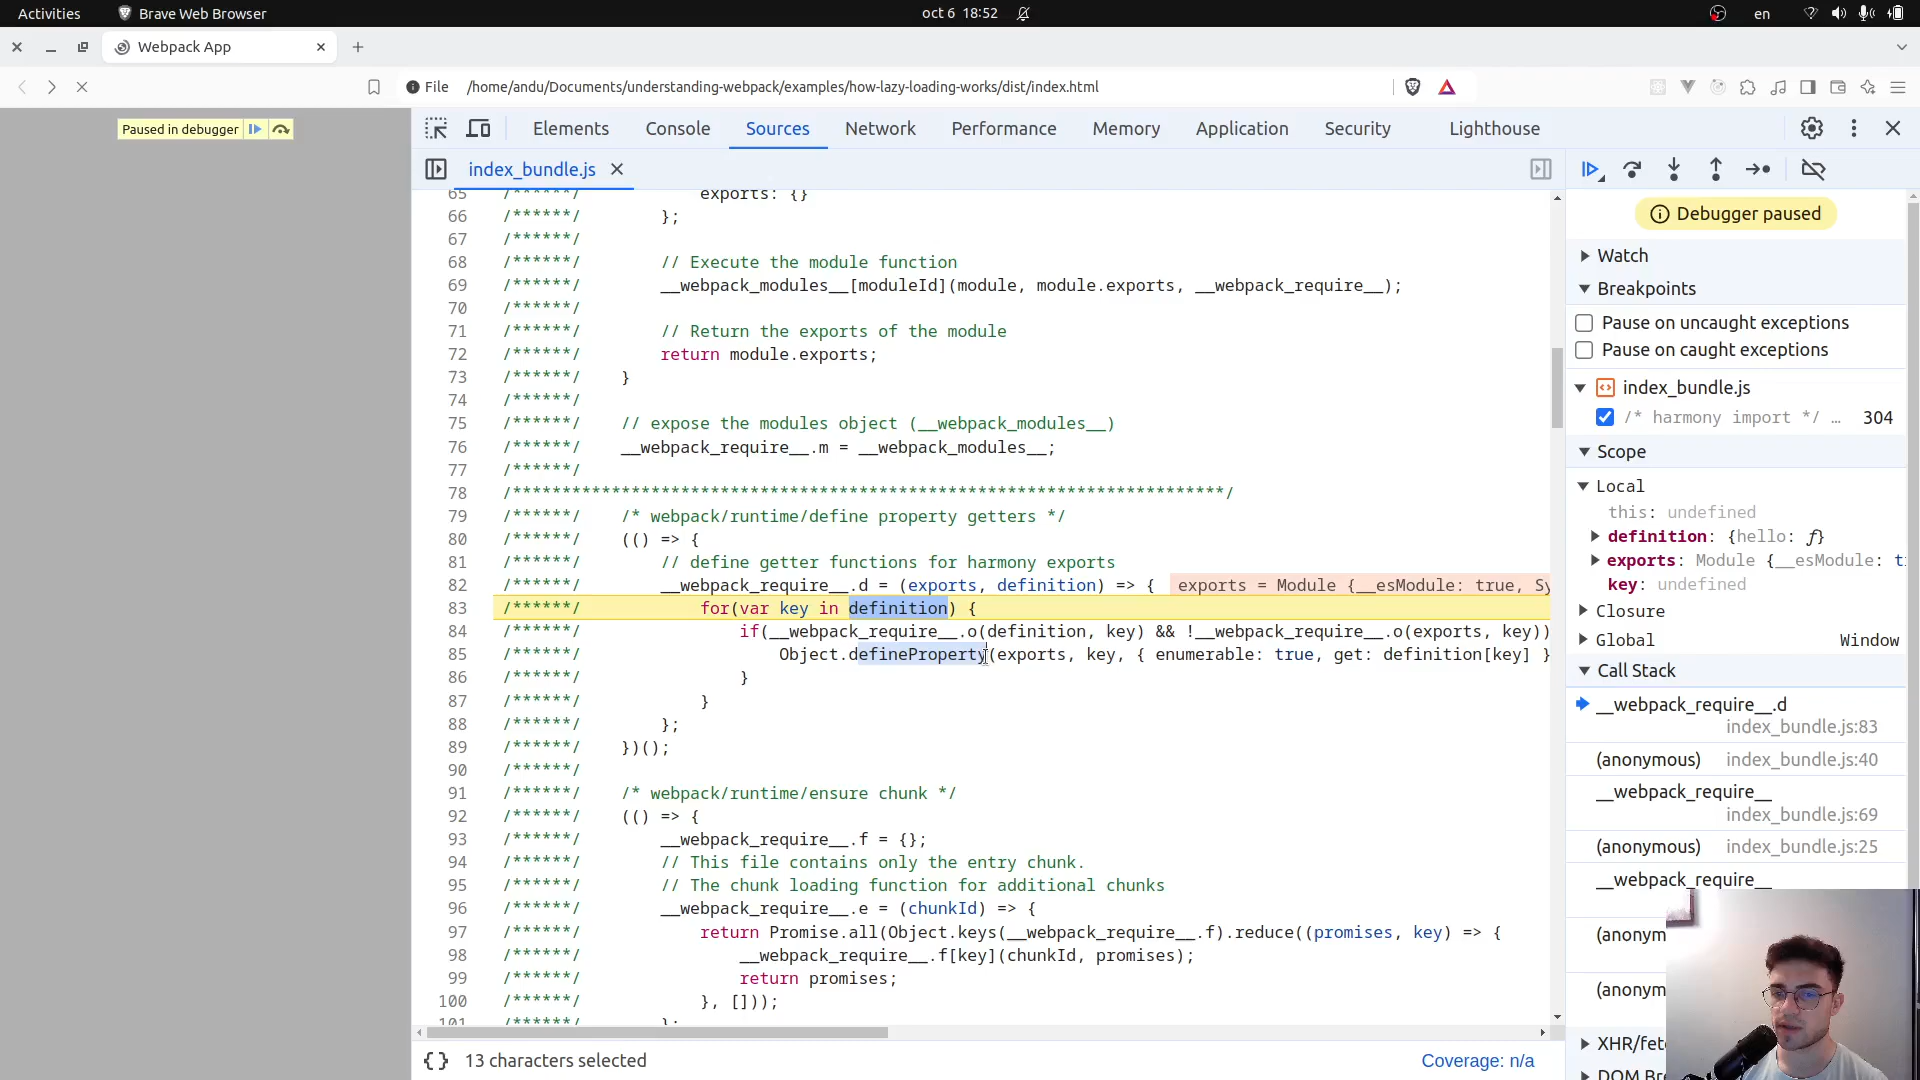 Activities
Brave Web Browser
oct 6 18:52
en
Webpack App
File /home/andu/Documents/understanding-webpack/examples/how-lazy-loading-works/dist/index.html
Paused in debugger
Elements Console Sources Network Performance Memory Application Security Lighthouse
index_bundle.js
65 /******/ exports: {}
66 /******/ };
67 /******/
68 /******/ // Execute the module function
69 /******/ __webpack_modules__[moduleId](module, module.exports, __webpack_require__);
70 /******/
71 /******/ // Return the exports of the module
72 /******/ return module.exports;
73 /******/ }
74 /******/
75 /******/ // expose the modules object (__webpack_modules__)
76 /******/ __webpack_require__.m = __webpack_modules__;
77 /******/
78 /************************************************************************/
79 /******/ /* webpack/runtime/define property getters */
80 /******/ (() => {
81 /******/ // define getter functions for harmony exports
82 /******/ __webpack_require__.d = (exports, definition) => { exports = Module {__esModule: true, Sy
83 /******/ for(var key in definition) {
84 /******/ if(__webpack_require__.o(definition, key) && !__webpack_require__.o(exports, key))
85 /******/ Object.defineProperty(exports, key, { enumerable: true, get: definition[key] }
86 /******/ }
87 /******/ }
88 /******/ };
89 /******/ })();
90 /******/
91 /******/ /* webpack/runtime/ensure chunk */
92 /******/ (() => {
93 /******/ __webpack_require__.f = {};
94 /******/ // This file contains only the entry chunk.
95 /******/ // The chunk loading function for additional chunks
96 /******/ __webpack_require__.e = (chunkId) => {
97 /******/ return Promise.all(Object.keys(__webpack_require__.f).reduce((promises, key) => {
98 /******/ __webpack_require__.f[key](chunkId, promises);
99 /******/ return promises;
100 /******/ }, []));
101 /******/ };
{ } 13 characters selected
Coverage: n/a
Debugger paused
Watch
Breakpoints
Pause on uncaught exceptions
Pause on caught exceptions
index_bundle.js
/* harmony import */ … 304
Scope
Local
this: undefined
definition: {hello: ƒ}
exports: Module {__esModule: t
key: undefined
Closure
Global Window
Call Stack
__webpack_require__.d
index_bundle.js:83
(anonymous) index_bundle.js:40
__webpack_require__
index_bundle.js:69
(anonymous) index_bundle.js:25
__webpack_require__
(anonym
(anonym
XHR/fet
DOM Br